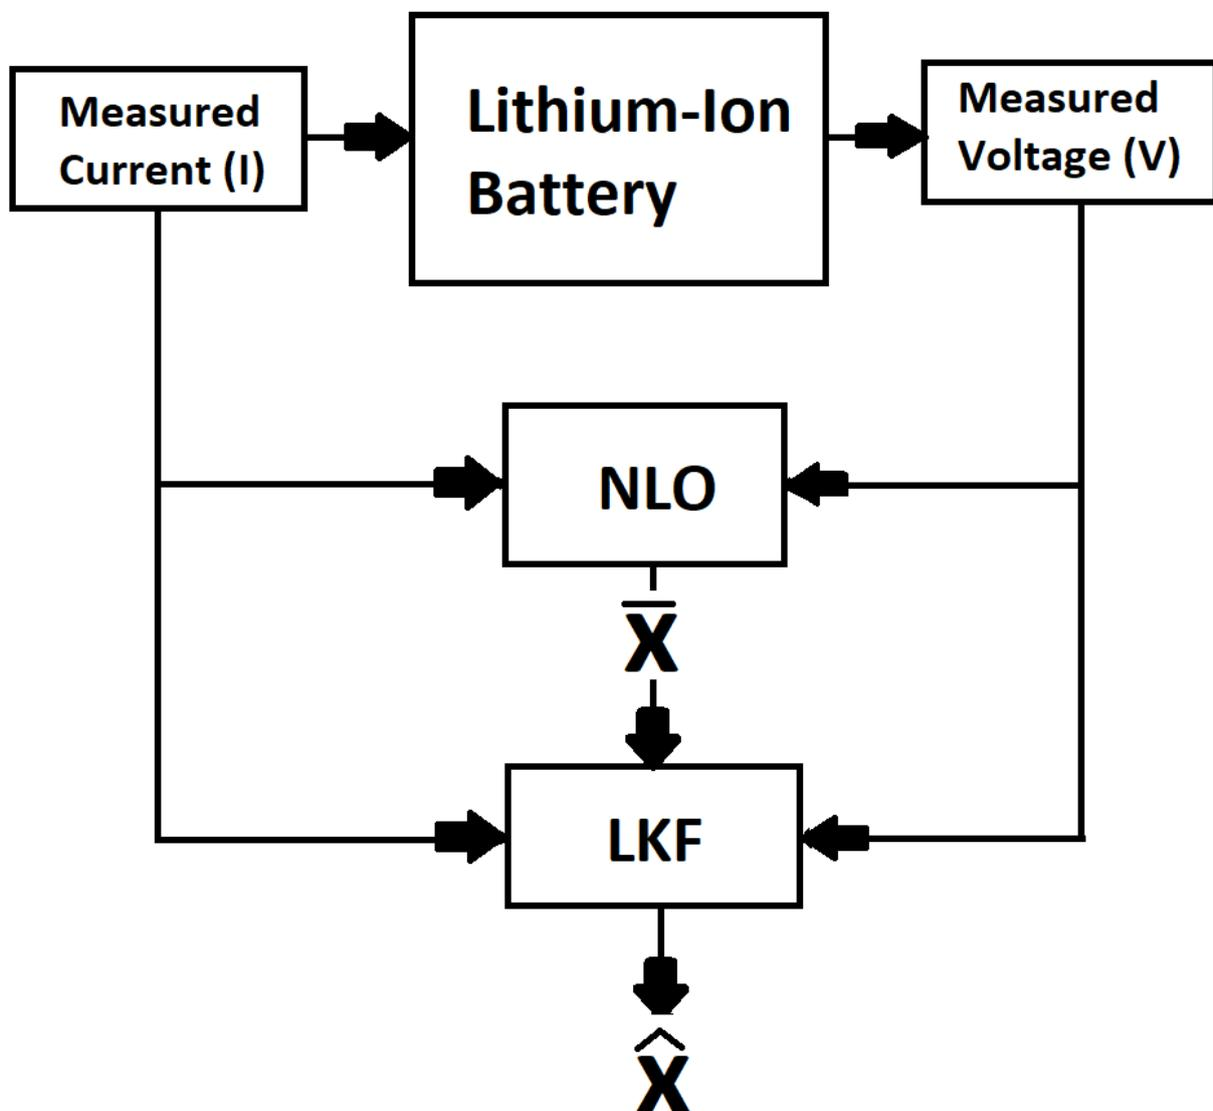 Measured
Current (I)
Lithium-Ion
Battery
Measured
Voltage (V)
NLO
X̅
LKF
X̂